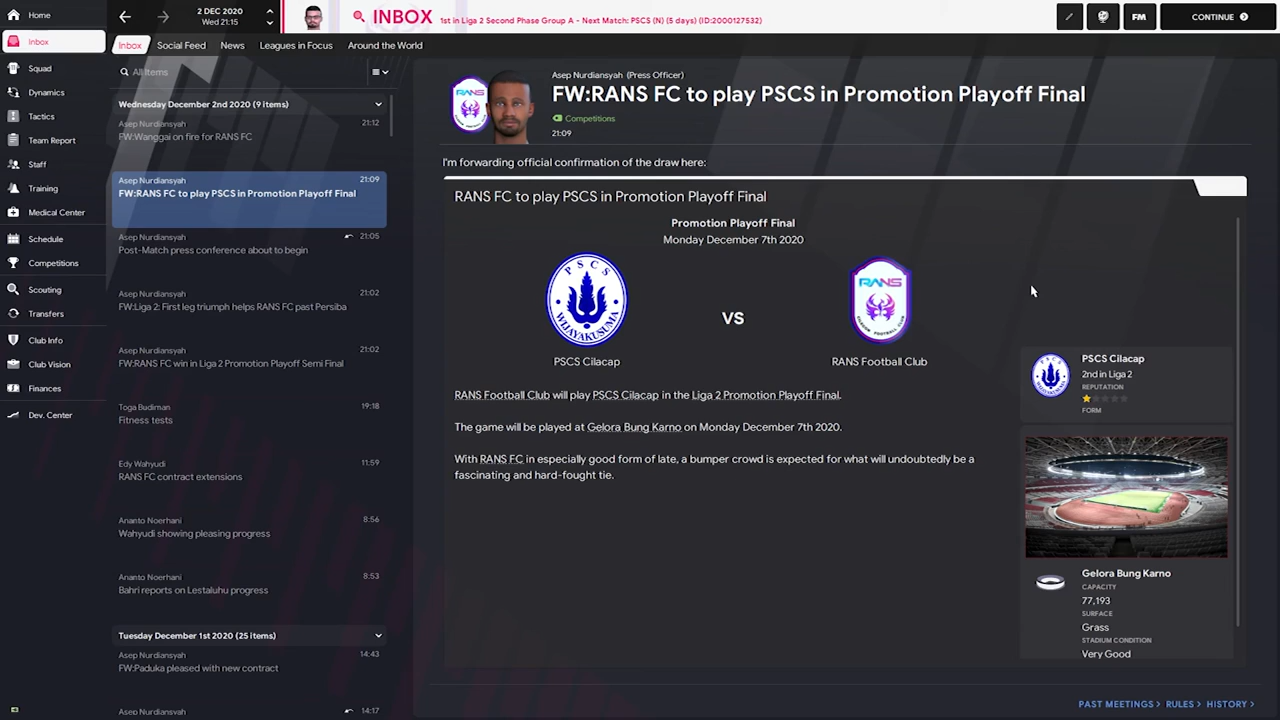 Home
Inbox
Squad
Dynamics
Tactics
Team Report
Staff
Training
Medical Center
Schedule
Competitions
Scouting
Transfers
Club Info
Club Vision
Finances
Dev. Center
2 DEC 2020
Wed 21:15
INBOX
1st in Liga 2 Second Phase Group A - Next Match: PSCS (N) (5 days) (ID:2000127532)
FM
CONTINUE
Inbox
Social Feed
News
Leagues in Focus
Around the World
All Items
Wednesday December 2nd 2020 (9 items)
Asep Nurdiansyah 21:12
FW:Wanggai on fire for RANS FC
Asep Nurdiansyah 21:09
FW:RANS FC to play PSCS in Promotion Playoff Final
Asep Nurdiansyah 21:05
Post-Match press conference about to begin
Asep Nurdiansyah 21:02
FW:Liga 2: First leg triumph helps RANS FC past Persiba
Asep Nurdiansyah 21:02
FW:RANS FC win in Liga 2 Promotion Playoff Semi Final
Toga Budiman 19:18
Fitness tests
Edy Wahyudi 11:59
RANS FC contract extensions
Ananto Noerhani 8:56
Wahyudi showing pleasing progress
Ananto Noerhani 8:53
Bahri reports on Lestaluhu progress
Tuesday December 1st 2020 (25 items)
Asep Nurdiansyah 14:43
FW:Paduka pleased with new contract
Asep Nurdiansyah 14:17
RANS
Asep Nurdiansyah (Press Officer)
FW:RANS FC to play PSCS in Promotion Playoff Final
Competitions
21:09
I'm forwarding official confirmation of the draw here:
RANS FC to play PSCS in Promotion Playoff Final
Promotion Playoff Final
Monday December 7th 2020
PSCS
WIJAYAKUSUMA
VS
RANS
PSCS Cilacap
RANS Football Club
RANS Football Club will play PSCS Cilacap in the Liga 2 Promotion Playoff Final.
The game will be played at Gelora Bung Karno on Monday December 7th 2020.
With RANS FC in especially good form of late, a bumper crowd is expected for what will undoubtedly be a
fascinating and hard-fought tie.
PSCS Cilacap
2nd in Liga 2
REPUTATION
FORM
Gelora Bung Karno
CAPACITY
77,193
SURFACE
Grass
STADIUM CONDITION
Very Good
PAST MEETINGS >
RULES >
HISTORY >